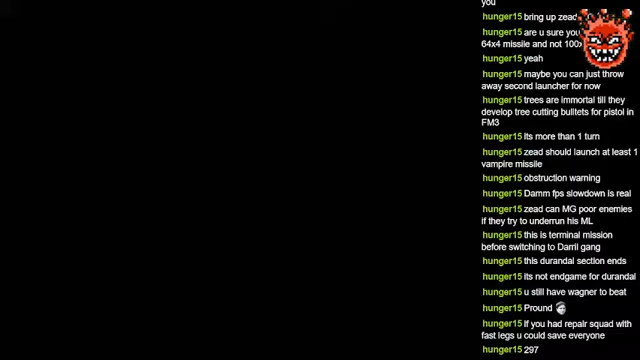 you
hunger15 bring up zead
hunger15 are u sure you
64x4 missile and not 100x
hunger15 yeah
hunger15 maybe you can just throw
away second launcher for now
hunger15 trees are immortal till they
develop tree cutting bulltets for pistol in
FM3
hunger15 Its more than 1 turn
hunger15 zead should launch at least 1
vampire missile
hunger15 obstruction warning
hunger15 Damm fps slowdown is real
hunger15 zead can MG poor enemies
if they try to underrun his ML
hunger15 this is terminal mission
before switching to Darril gang
hunger15 this durandal section ends
hunger15 its not endgame for durandal
hunger15 u still have wagner to beat
hunger15 Pround
hunger15 If you had repair squad with
fast legs u could save everyone
hunger15 297